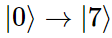 |0⟩ → |7⟩